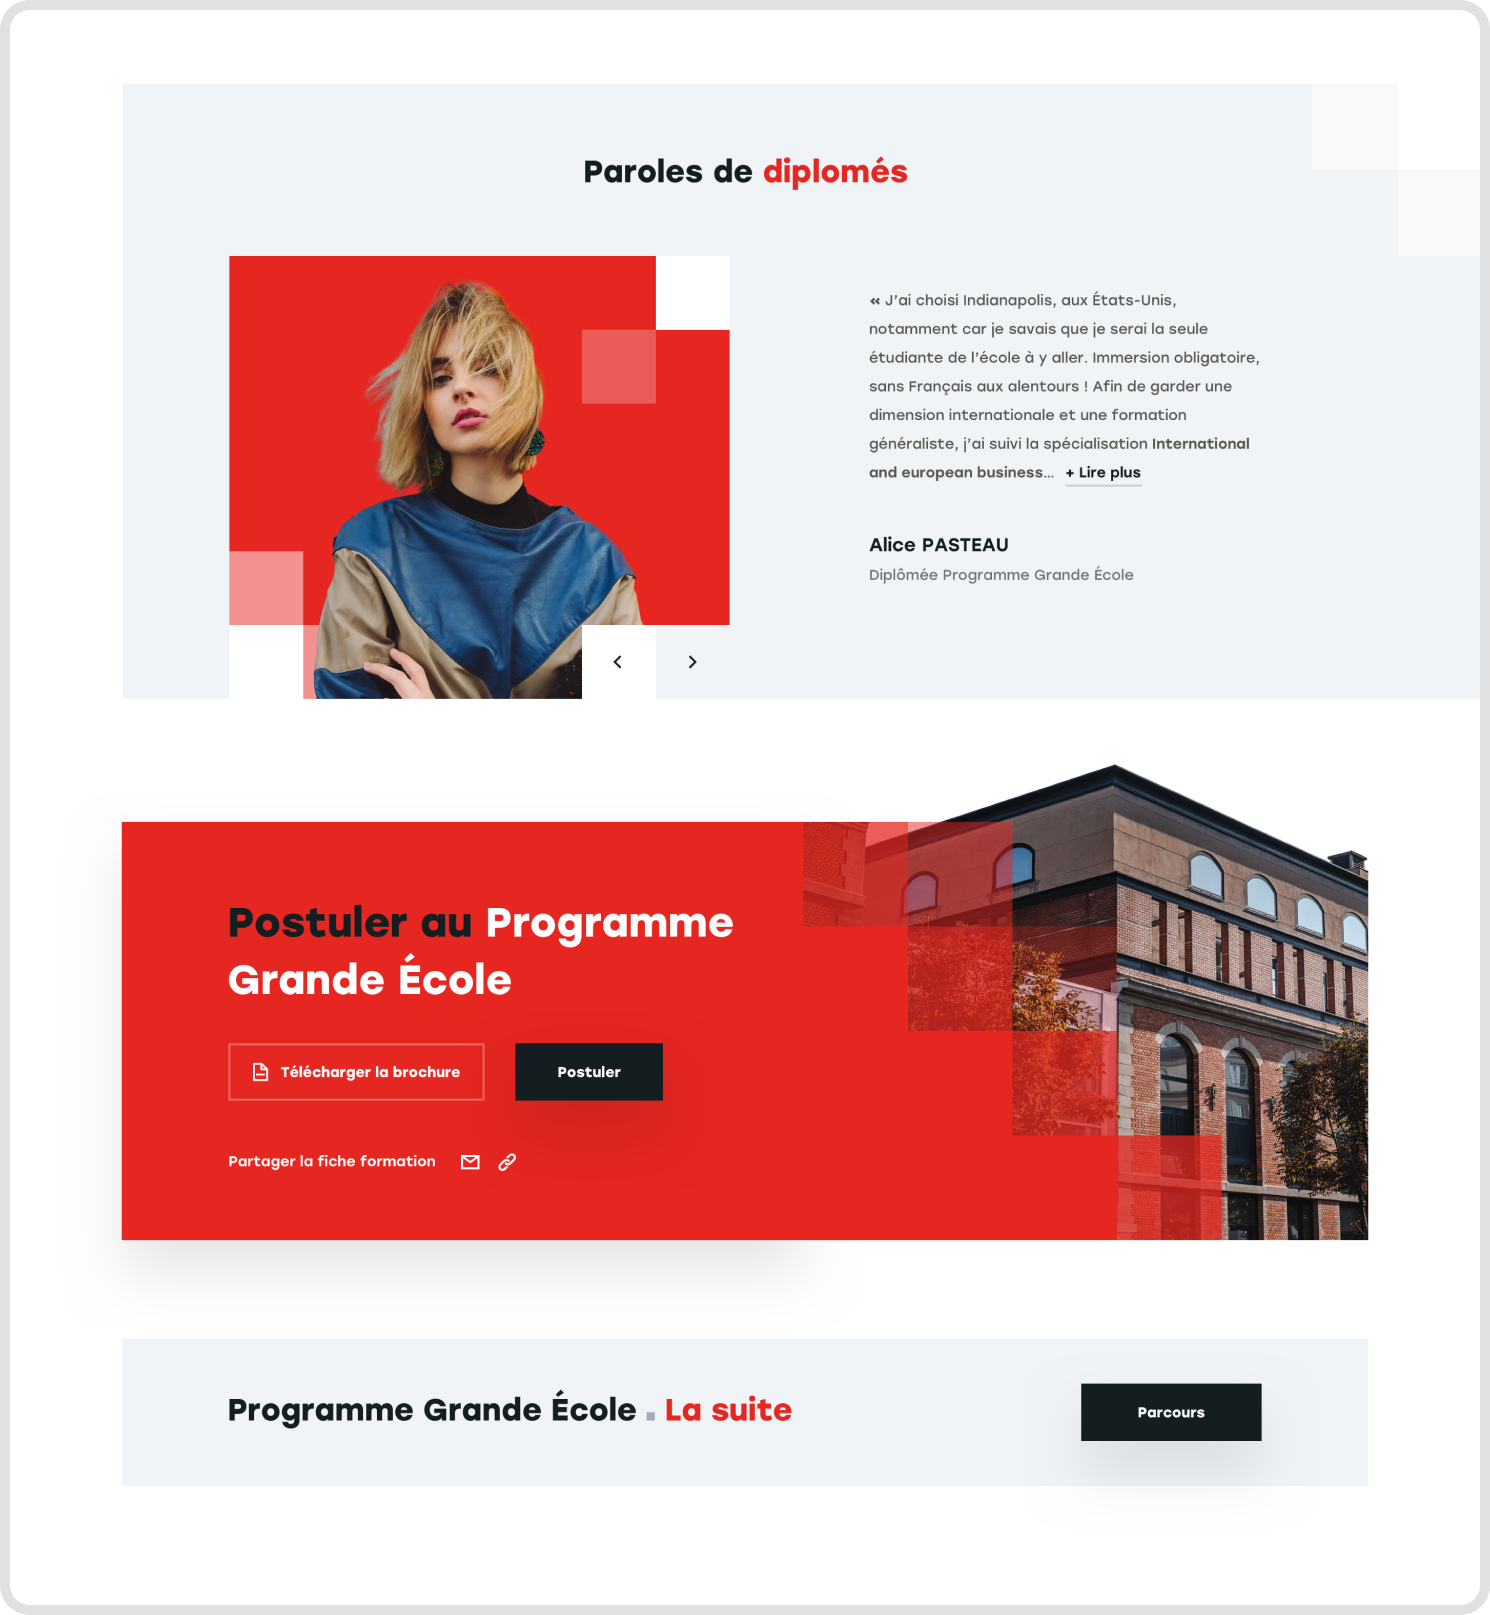 Paroles de diplomés
« J'ai choisi Indianapolis, aux États-Unis,
notamment car je savais que je serai la seule
étudiante de l'école à y aller. Immersion obligatoire,
sans Français aux alentours ! Afin de garder une
dimension internationale et une formation
généraliste, j'ai suivi la spécialisation International
and european business... + Lire plus
Alice PASTEAU
Diplômée Programme Grande École
Postuler au Programme
Grande École
Télécharger la brochure
Postuler
Partager la fiche formation
Programme Grande École . La suite
Parcours